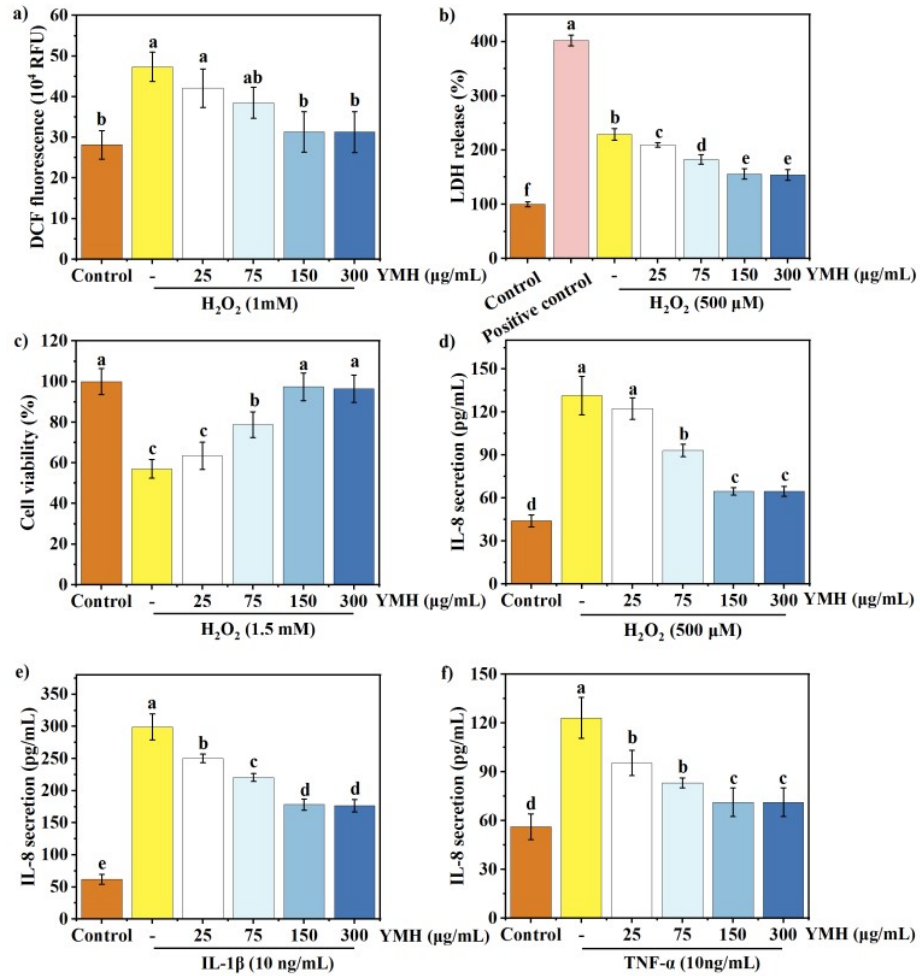 a)
DCF fluorescence (10⁴ RFU)
60
50
40
30
20
10
0
b
a
a
ab
b
b
Control - 25 75 150 300 YMH (μg/mL)
H₂O₂ (1mM)
b)
LDH release (%)
400
300
200
100
0
f
a
b
c
d
e
e
Control Positive control - 25 75 150 300 YMH (μg/mL)
H₂O₂ (500 μM)
c)
Cell viability (%)
120
100
80
60
40
20
0
a
c
c
b
a
a
Control - 25 75 150 300 YMH (μg/mL)
H₂O₂ (1.5 mM)
d)
IL-8 secretion (pg/mL)
150
120
90
60
30
0
d
a
a
b
c
c
Control - 25 75 150 300 YMH (μg/mL)
H₂O₂ (500 μM)
e)
IL-8 secretion (pg/mL)
350
300
250
200
150
100
50
0
e
a
b
c
d
d
Control - 25 75 150 300 YMH (μg/mL)
IL-1β (10 ng/mL)
f)
IL-8 secretion (pg/mL)
150
120
90
60
30
0
d
a
b
b
c
c
Control - 25 75 150 300 YMH (μg/mL)
TNF-α (10ng/mL)